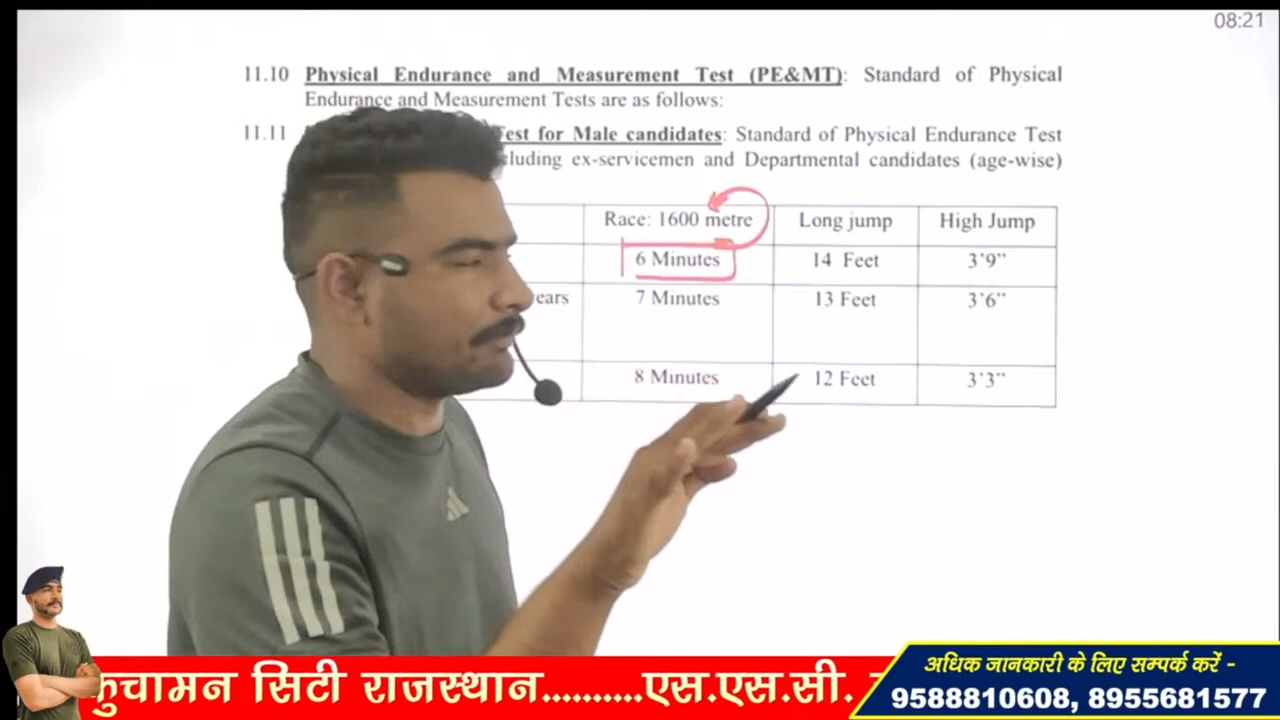 08:21
11.10 Physical Endurance and Measurement Test (PE&MT): Standard of Physical
Endurance and Measurement Tests are as follows:
11.11 Test for Male candidates: Standard of Physical Endurance Test
ex-servicemen and Departmental candidates (age-wise)
Race: 1600 metre Long jump High Jump
6 Minutes 14 Feet 3'9"
7 Minutes 13 Feet 3'6"
8 Minutes 12 Feet 3'3"
कुचामन सिटी राजस्थान..........एस.एस.सी.
अधिक जानकारी के लिए सम्पर्क करें -
9588810608, 8955681577